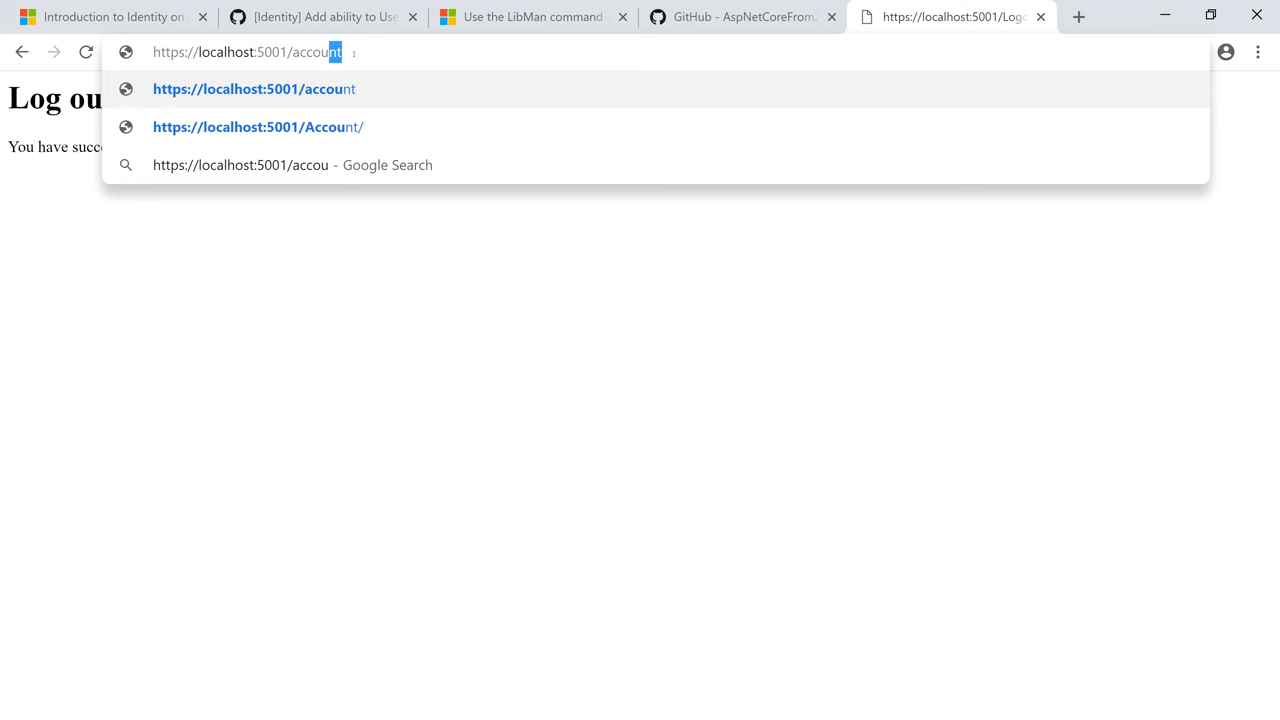 Introduction to Identity on A
[Identity] Add ability to Use
Use the LibMan command-
GitHub - AspNetCoreFrom
https://localhost:5001/Logo
https://localhost:5001/account
https://localhost:5001/account
https://localhost:5001/Account/
https://localhost:5001/accou - Google Search
Log ou
You have succ